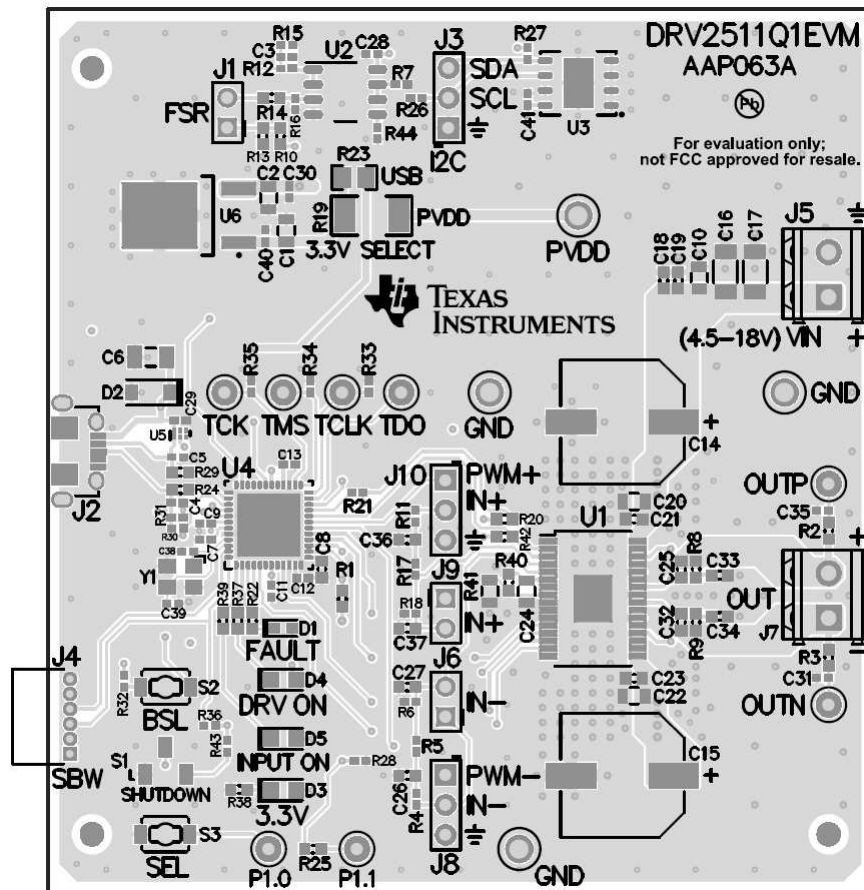 R15
C3
R12
U2
C28
J3
R27
DRV2511Q1EVM
AAP063A
J1
R7
SDA
Pb
FSR
R14
R16
R26
SCL
C41
U3
R44
For evaluation only;
not FCC approved for resale.
R13
R10
I2C
R23
USB
C2
C30
U6
R19
PVDD
C16
C17
J5
C40
C1
3.3V
SELECT
PVDD
C18
C19
C10
TEXAS
INSTRUMENTS
(4.5-18V)
VIN
+
C6
R35
R34
R33
D2
GND
C29
TCK
TMS
TCLK
TDO
GND
+
C14
U5
C5
U4
C13
R29
J10
PWM+
IN+
OUTP
J2
R24
R21
C20
C4
C9
R11
R20
U1
C21
C35
R31
R30
R42
R2
C38
C7
C8
C36
R40
C25
R8
C33
Y1
R17
J9
R41
C11
C12
R1
OUT
C39
R39
R37
R22
R18
IN+
C24
C32
C34
J7
D1
C37
R9
FAULT
J4
J6
R3
R32
S2
D4
C27
C23
C31
BSL
DRV ON
R6
IN-
C22
OUTN
R36
R43
D5
S1
INPUT ON
R5
C15
SBW
R28
PWM-
+
SHUTDOWN
R38
D3
C26
IN-
3.3V
R4
S3
SEL
R25
J8
P1.0
P1.1
GND